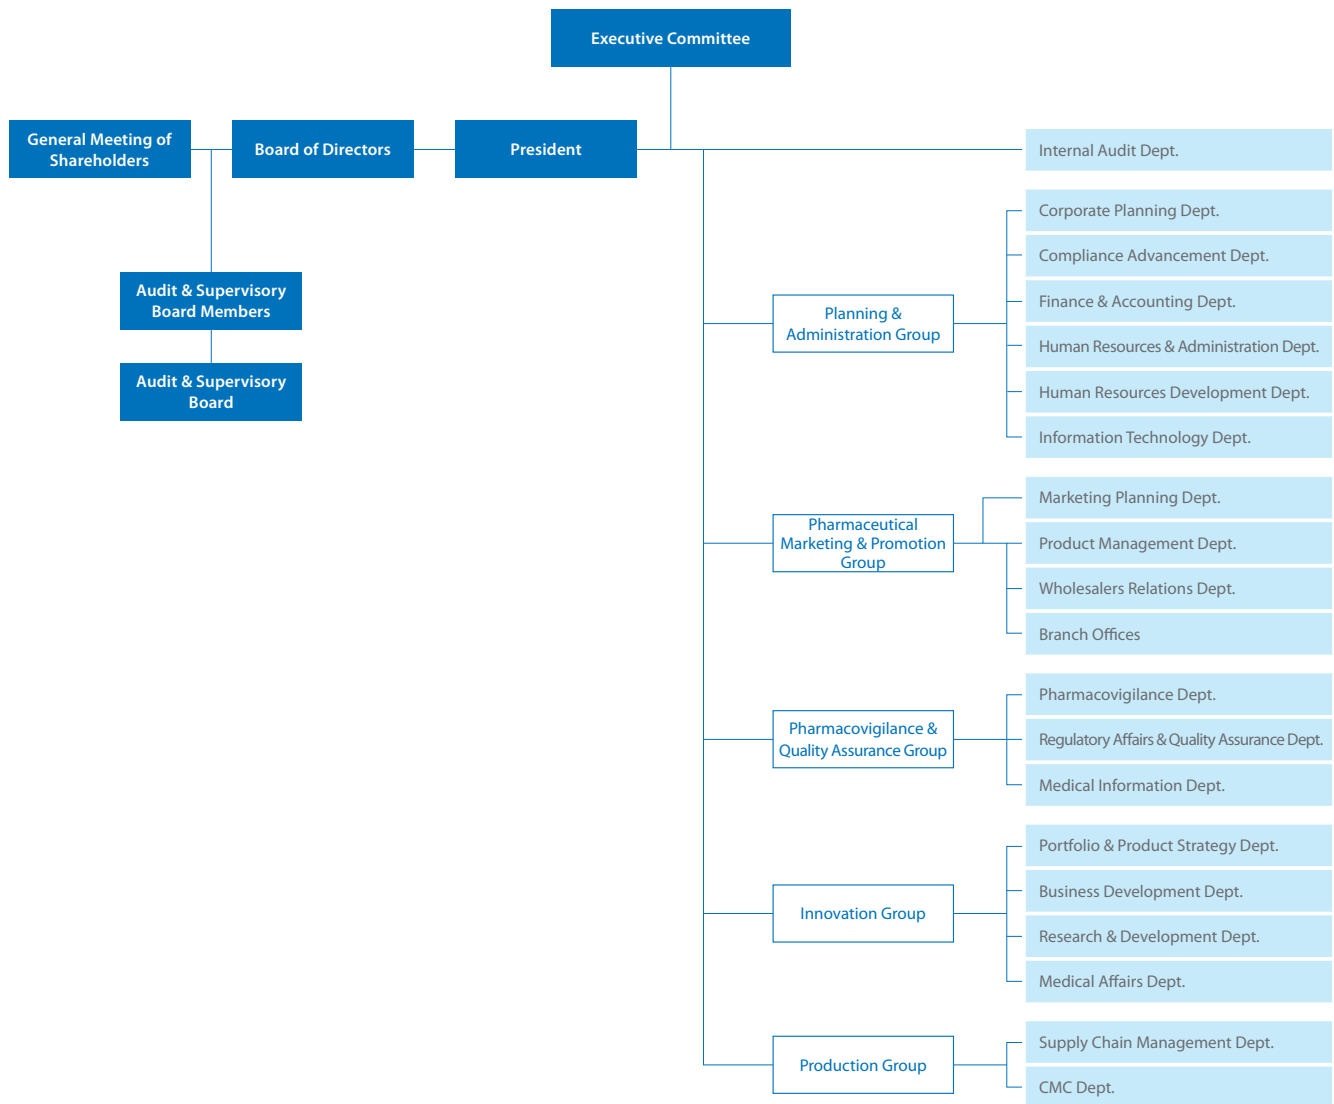 Executive Committee
General Meeting of
Shareholders
Board of Directors
President
Internal Audit Dept.
Audit & Supervisory
Board Members
Audit & Supervisory
Board
Planning &
Administration Group
Corporate Planning Dept.
Compliance Advancement Dept.
Finance & Accounting Dept.
Human Resources & Administration Dept.
Human Resources Development Dept.
Information Technology Dept.
Pharmaceutical
Marketing & Promotion
Group
Marketing Planning Dept.
Product Management Dept.
Wholesalers Relations Dept.
Branch Offices
Pharmacovigilance &
Quality Assurance Group
Pharmacovigilance Dept.
Regulatory Affairs & Quality Assurance Dept.
Medical Information Dept.
Innovation Group
Portfolio & Product Strategy Dept.
Business Development Dept.
Research & Development Dept.
Medical Affairs Dept.
Production Group
Supply Chain Management Dept.
CMC Dept.